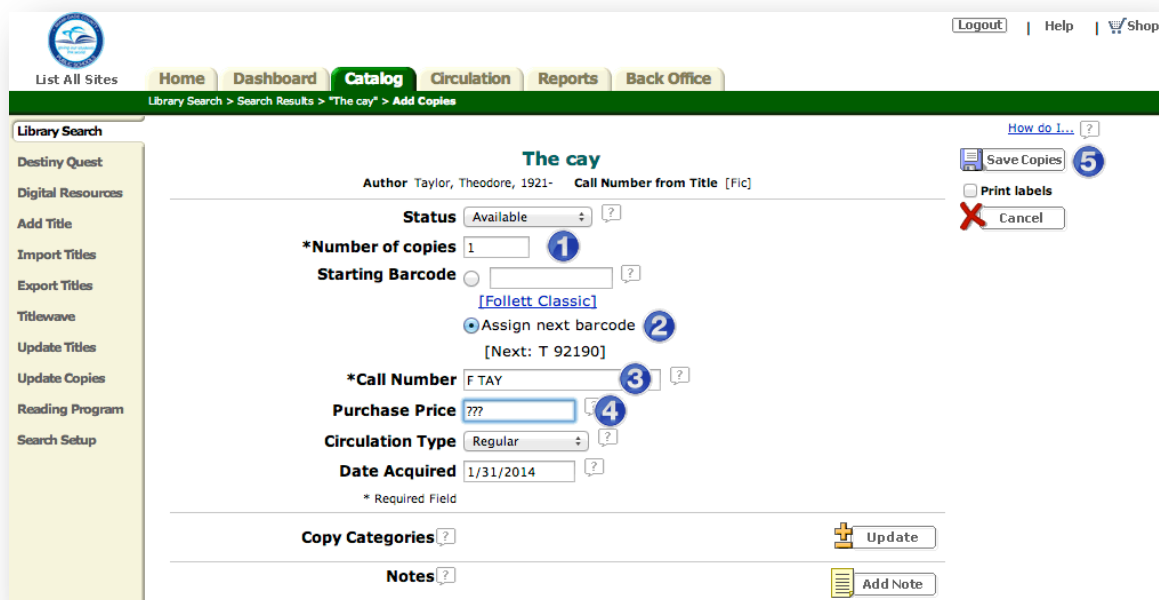 Logout | Help | Shop
List All Sites
Home Dashboard Catalog Circulation Reports Back Office
Library Search > Search Results > "The cay" > Add Copies
Library Search
Destiny Quest
Digital Resources
Add Title
Import Titles
Export Titles
Titlewave
Update Titles
Update Copies
Reading Program
Search Setup
How do I... ?
The cay
Author Taylor, Theodore, 1921- Call Number from Title [Fic]
Save Copies 5
Print labels
Cancel
Status Available ?
*Number of copies 1 1
Starting Barcode ?
[Follett Classic]
Assign next barcode 2
[Next: T 92190]
*Call Number F TAY 3 ?
Purchase Price ??? 4
Circulation Type Regular ?
Date Acquired 1/31/2014 ?
* Required Field
Copy Categories ? Update
Notes ? Add Note